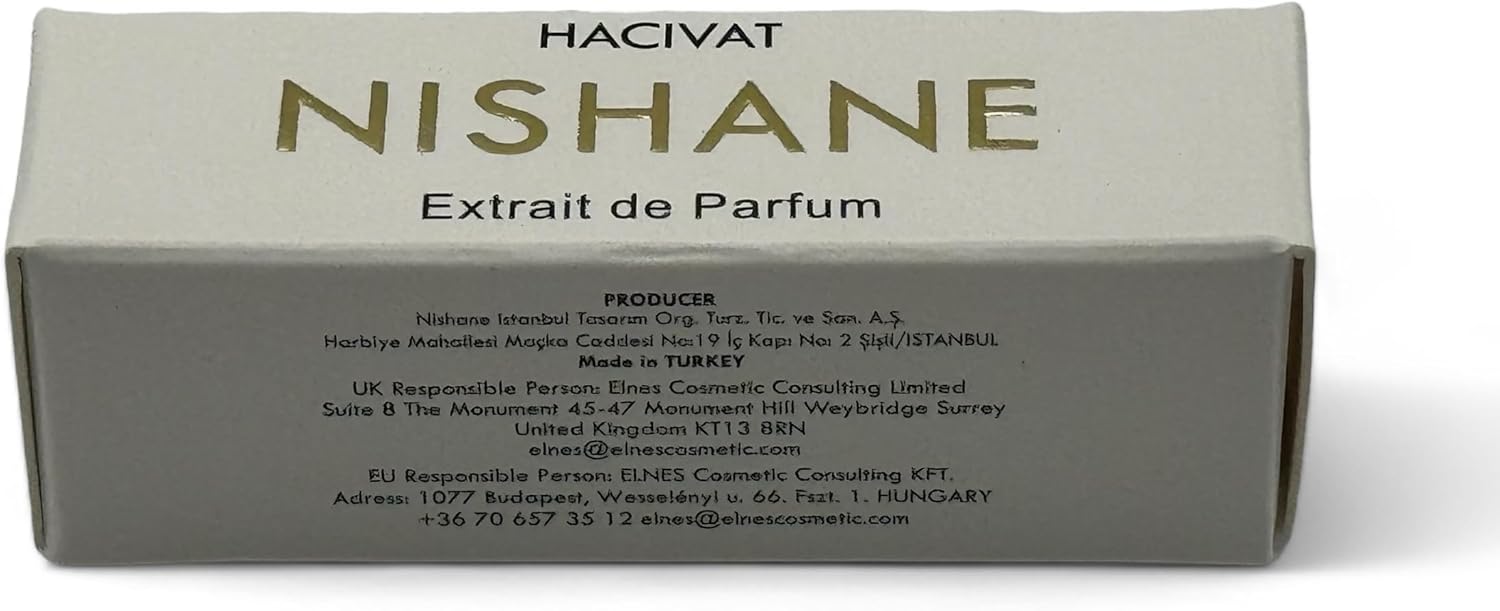 HACIVAT
NISHANE
Extrait de Parfum
PRODUCER
Nishane Istanbul Tasarım Org. Turz. Tic. ve San. A.Ş.
Harbiye Mahallesi Maçka Caddesi No:19 İç Kapı No: 2 Şişli/ISTANBUL
Made in TURKEY
UK Responsible Person: Elnes Cosmetic Consulting Limited
Suite 8 The Monument 45-47 Monument Hill Weybridge Surrey
United Kingdom KT13 8RN
elnes@elnescosmetic.com
EU Responsible Person: ELNES Cosmetic Consulting KFT.
Adress: 1077 Budapest, Wesselényi u. 66. Fszt. 1. HUNGARY
+36 70 657 35 12 elnes@elnescosmetic.com